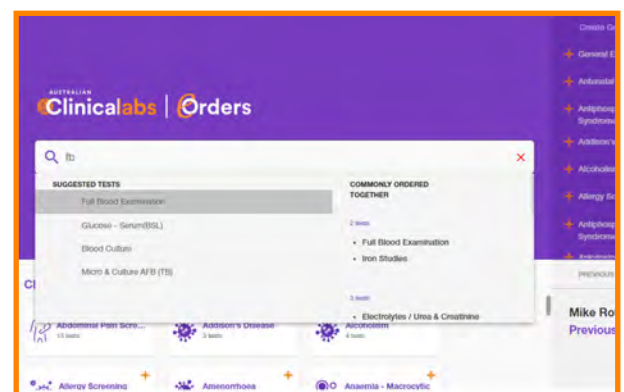 AUSTRALIAN
Clinicalabs | Orders
fb
SUGGESTED TESTS
Full Blood Examination
Glucose - Serum(BSL)
Blood Culture
Micro & Culture AFB (TB)
COMMONLY ORDERED
TOGETHER
2 tests
• Full Blood Examination
• Iron Studies
3 tests
• Electrolytes / Urea & Creatinine
Abdominal Pain Scre...
13 tests
Addison's Disease
3 tests
Alcoholism
4 tests
Allergy Screening
Amenorrhoea
Anaemia - Macrocytic
General E
Antenatal
Antiphosp
Syndrome
Addison's
Alcoholism
Allergy Sc
Antiphosp
Syndrome
PREVIOUS
Mike Ro
Previous